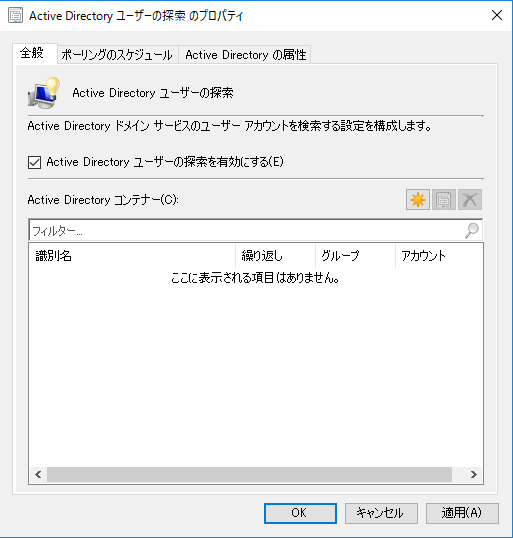 Active Directory ユーザーの探索 のプロパティ
全般 ポーリングのスケジュール Active Directory の属性
Active Directory ユーザーの探索
Active Directory ドメイン サービスのユーザー アカウントを検索する設定を構成します。
Active Directory ユーザーの探索を有効にする(E)
Active Directory コンテナー(C):
フィルター...
識別名 繰り返し グループ アカウント
ここに表示される項目はありません。
OK キャンセル 適用(A)